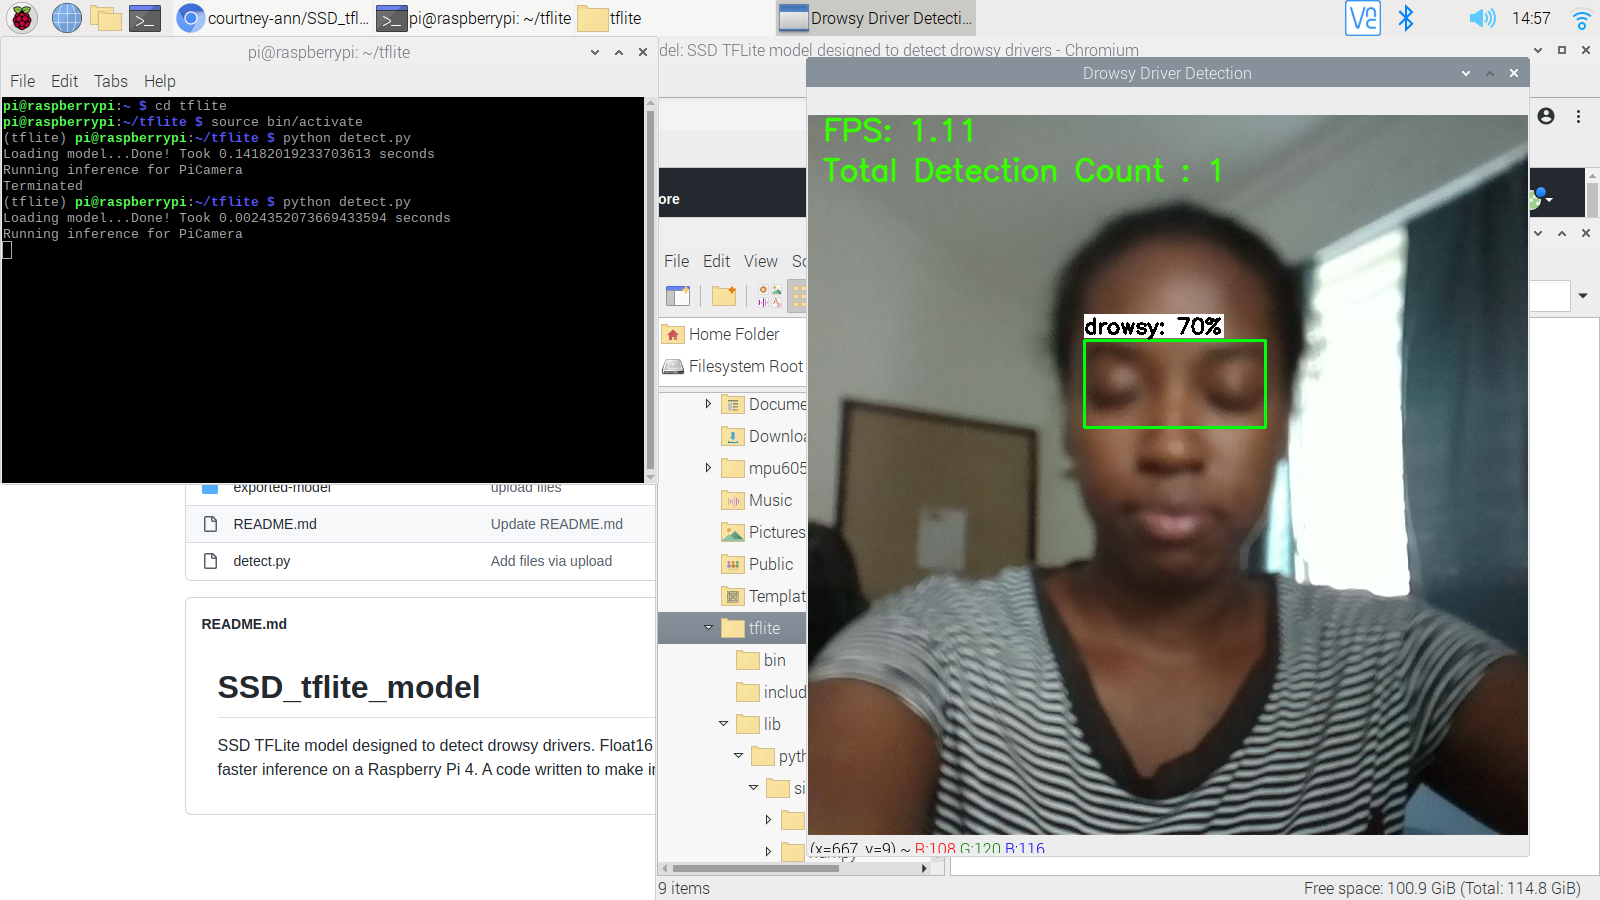 courtney-ann/SSD_tfl...
pi@raspberrypi: ~/tflite
tflite
Drowsy Driver Detecti...
14:57
pi@raspberrypi: ~/tflite
File Edit Tabs Help
pi@raspberrypi:~ $ cd tflite
pi@raspberrypi:~/tflite $ source bin/activate
(tflite) pi@raspberrypi:~/tflite $ python detect.py
Loading model...Done! Took 0.14182019233703613 seconds
Running inference for PiCamera
Terminated
(tflite) pi@raspberrypi:~/tflite $ python detect.py
Loading model...Done! Took 0.0024352073669433594 seconds
Running inference for PiCamera
del: SSD TFLite model designed to detect drowsy drivers - Chromium
ore
exported-model upload files
README.md Update README.md
detect.py Add files via upload
README.md
SSD_tflite_model
SSD TFLite model designed to detect drowsy drivers. Float16
faster inference on a Raspberry Pi 4. A code written to make
File Edit View
Home Folder
Filesystem Root
Docume
Downloa
mpu605
Music
Pictures
Public
Templat
tflite
bin
includ
lib
pyth
si
numpy
9 items
Free space: 100.9 GiB (Total: 114.8 GiB)
Drowsy Driver Detection
FPS: 1.11
Total Detection Count : 1
drowsy: 70%
(x=667, y=9) ~ R:108 G:120 B:116